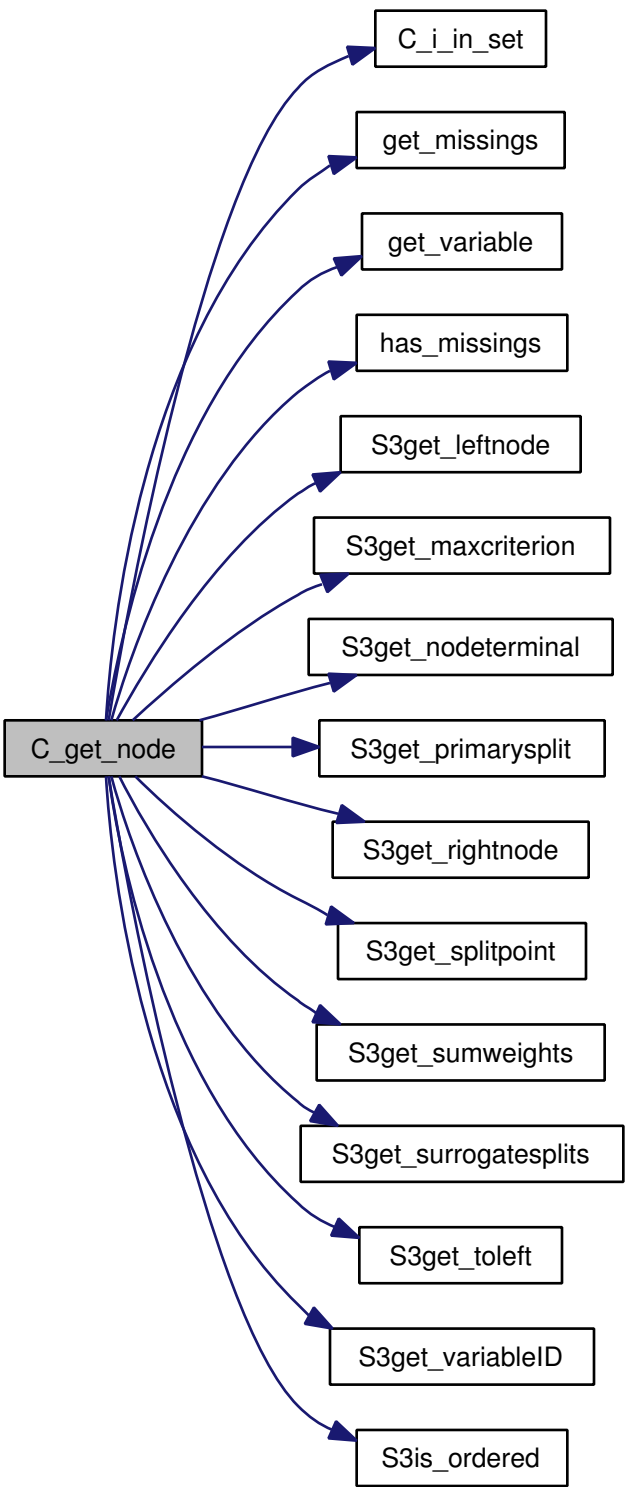 C_i_in_set
get_missings
get_variable
has_missings
S3get_leftnode
S3get_maxcriterion
S3get_nodeterminal
C_get_node
S3get_primarysplit
S3get_rightnode
S3get_splitpoint
S3get_sumweights
S3get_surrogatesplits
S3get_toleft
S3get_variableID
S3is_ordered